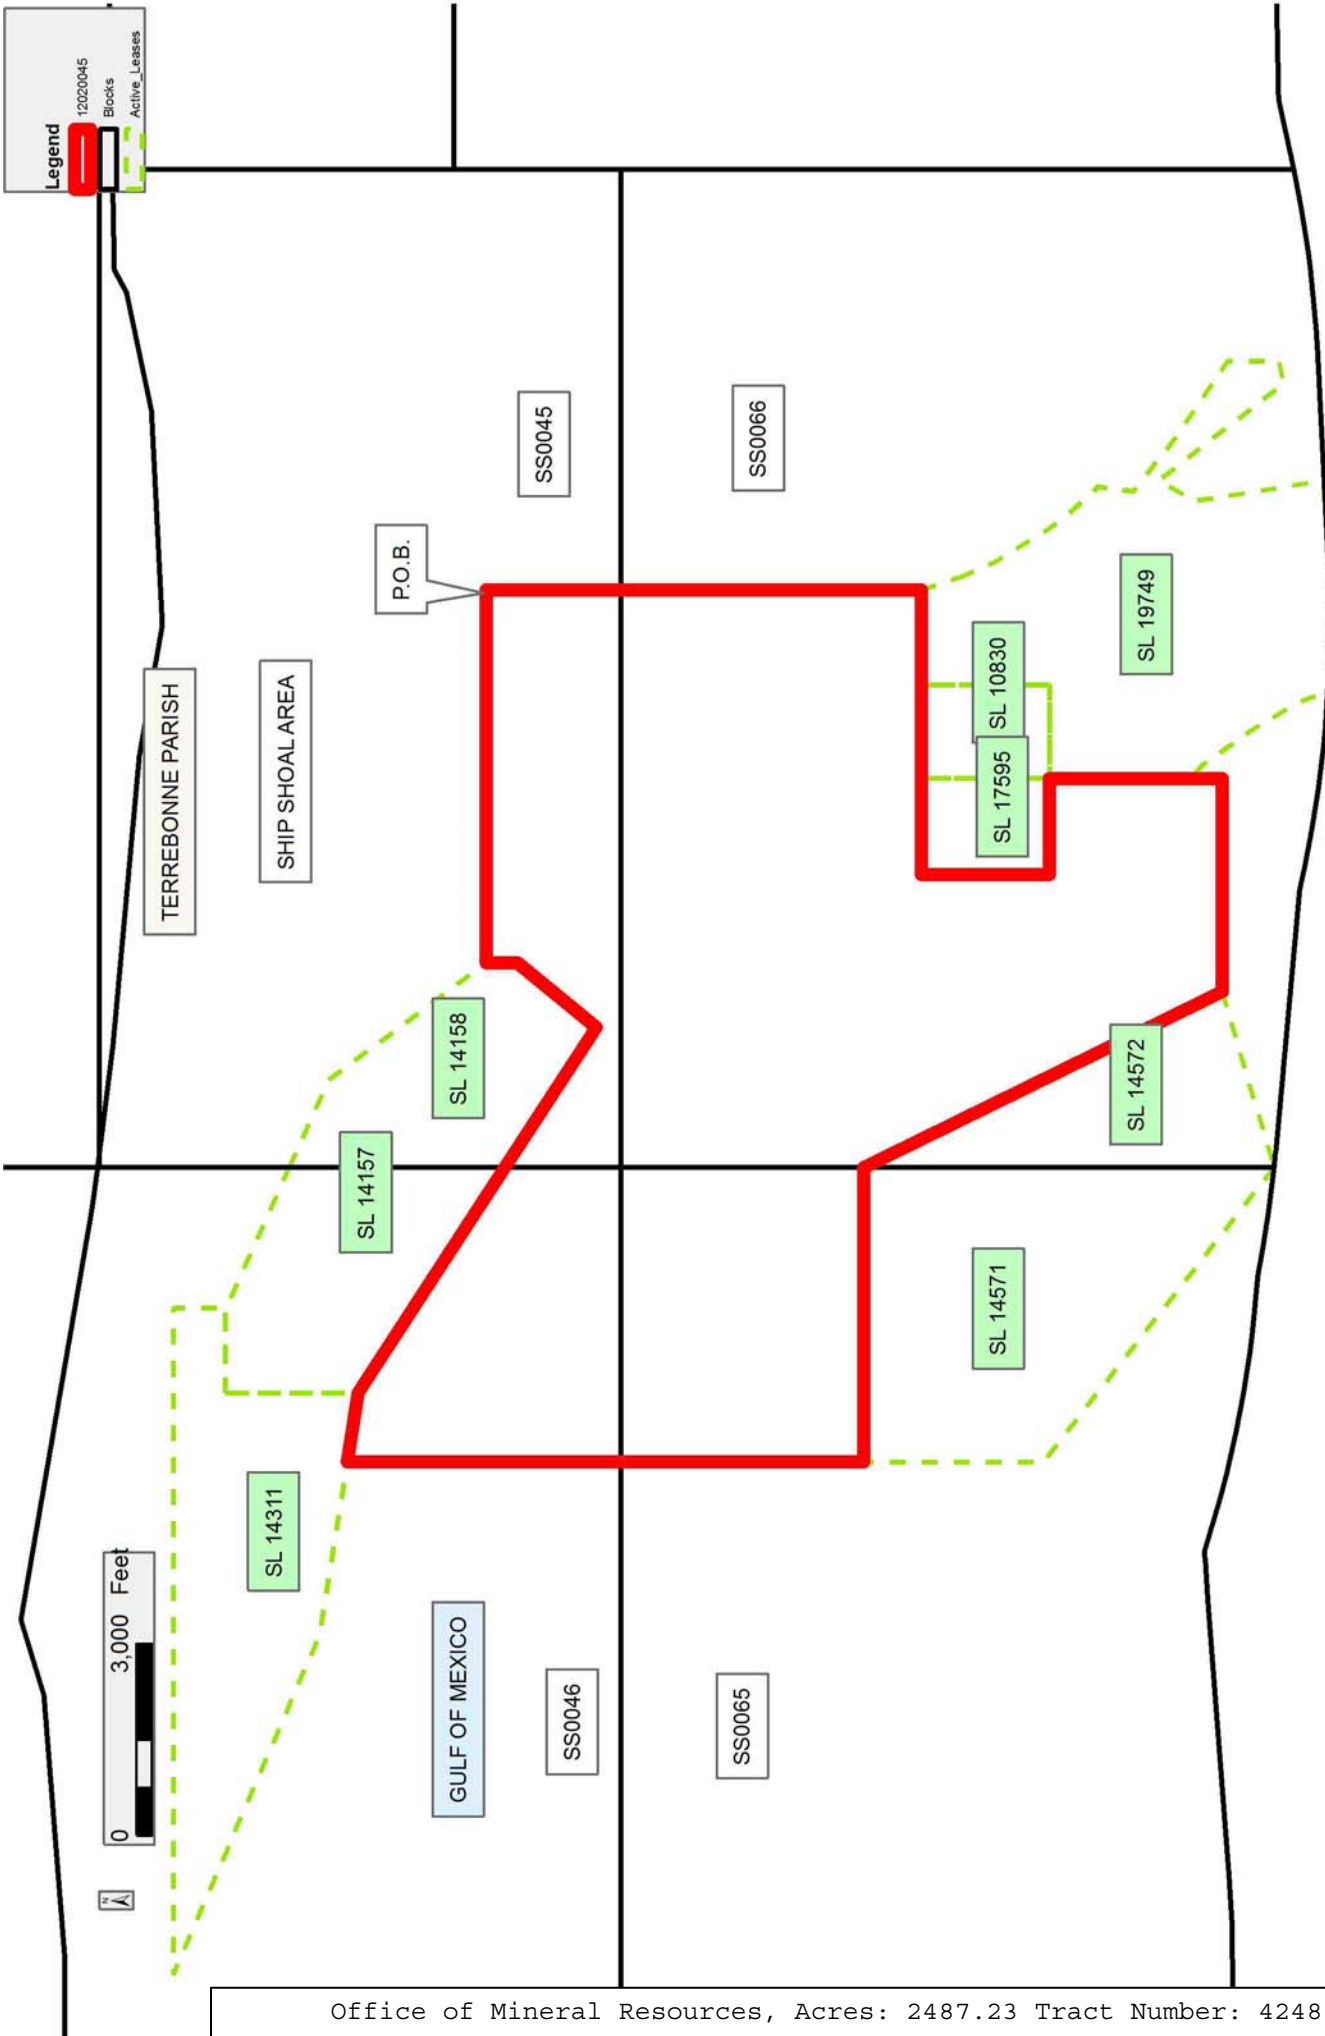 Legend
12020045
Blocks
Active_Leases
TERREBONNE PARISH
SHIP SHOAL AREA
P.O.B.
SS0045
SS0066
SL 10830
SL 17595
SL 19749
SL 14158
SL 14157
SL 14572
SL 14571
SL 14311
0 3,000 Feet
N
GULF OF MEXICO
SS0046
SS0065
Office of Mineral Resources, Acres: 2487.23 Tract Number: 4248